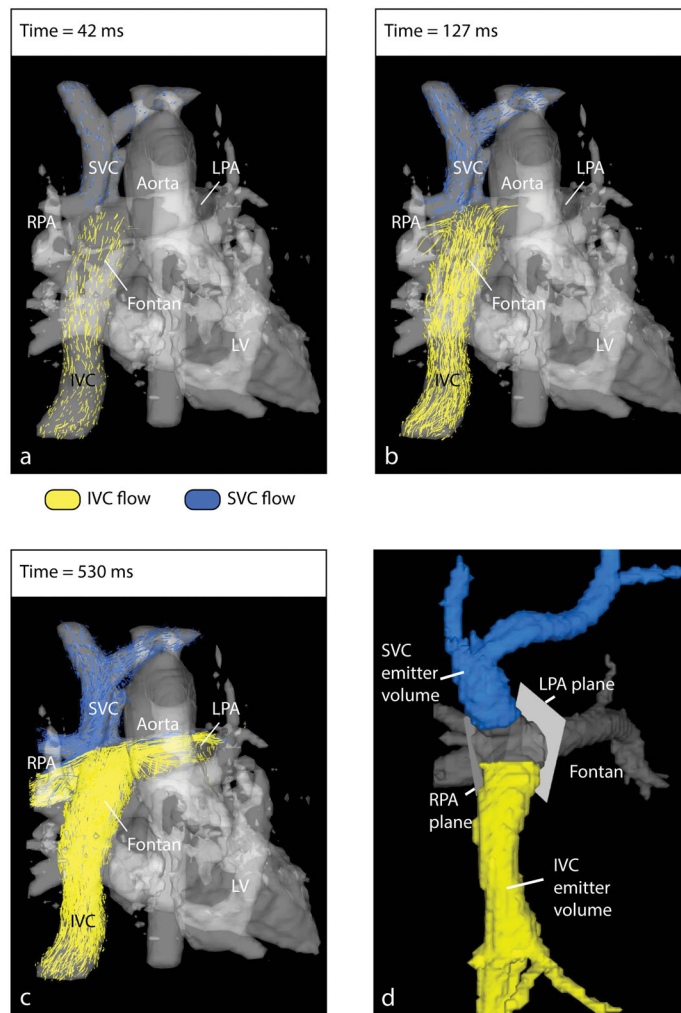 Time = 42 ms
SVC
Aorta
LPA
RPA
Fontan
LV
IVC
a
Time = 127 ms
SVC
Aorta
LPA
RPA
Fontan
LV
IVC
b
IVC flow
SVC flow
Time = 530 ms
SVC
Aorta
LPA
RPA
Fontan
LV
IVC
c
SVC
emitter
volume
LPA plane
Fontan
RPA
plane
IVC
emitter
volume
d